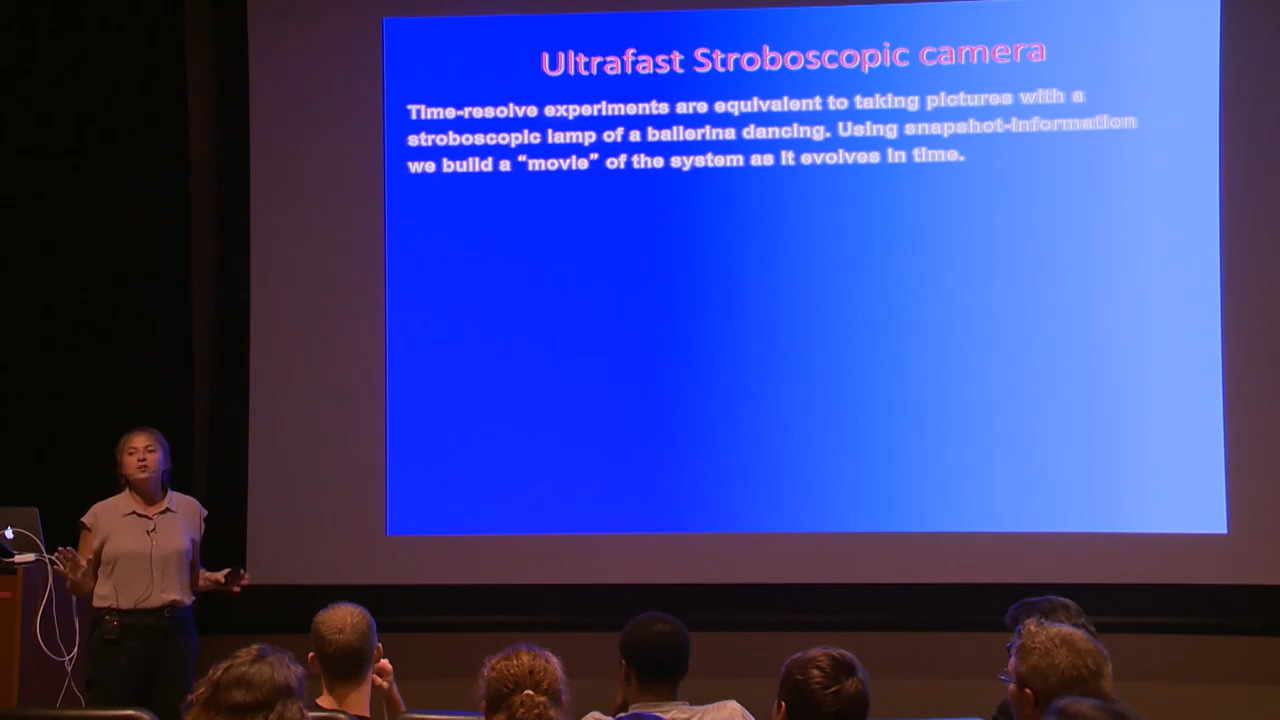 Ultrafast Stroboscopic camera
Time-resolve experiments are equivalent to taking pictures with a
stroboscopic lamp of a ballerina dancing. Using snapshot-information
we build a “movie” of the system as it evolves in time.